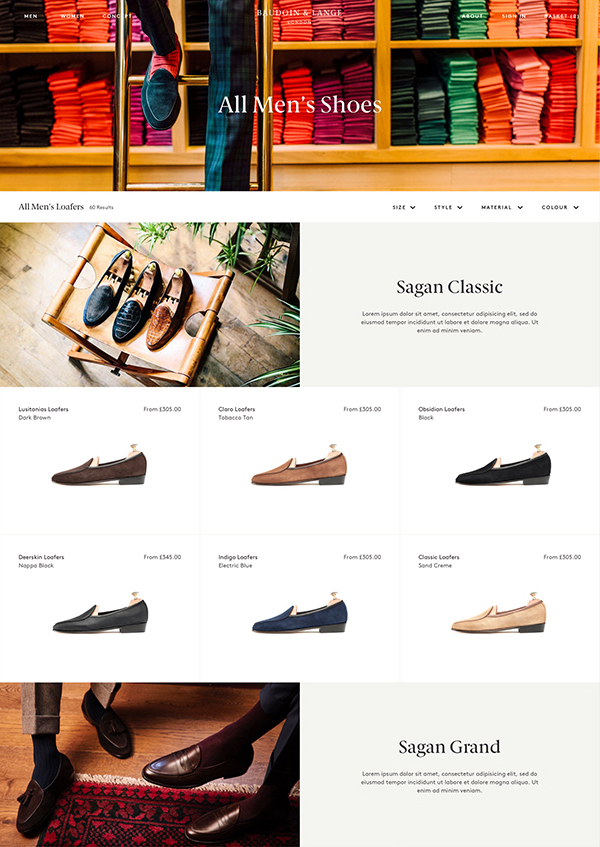 MEN WOMEN CONCEPT BAUDOIN & LANGE ABOUT SIGN IN BASKET (0)
LONDON
All Men's Shoes
All Men's Loafers 60 Results SIZE STYLE MATERIAL COLOUR
Sagan Classic
Lorem ipsum dolor sit amet, consectetur adipisicing elit, sed do
eiusmod tempor incididunt ut labore et dolore magna aliqua. Ut
enim ad minim veniam.
Lusitanias Loafers From £305.00 Claro Loafers From £305.00 Obsidian Loafers From £305.00
Dark Brown Tobacco Tan Black
Deerskin Loafers From £345.00 Indigo Loafers From £305.00 Classic Loafers From £305.00
Nappa Black Electric Blue Sand Creme
Sagan Grand
Lorem ipsum dolor sit amet, consectetur adipisicing elit, sed do
eiusmod tempor incididunt ut labore et dolore magna aliqua. Ut
enim ad minim veniam.